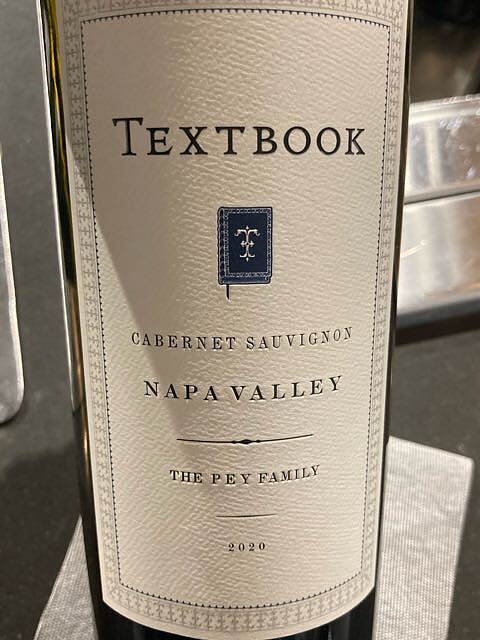 TEXTBOOK
T
CABERNET SAUVIGNON
NAPA VALLEY
THE PEY FAMILY
2020